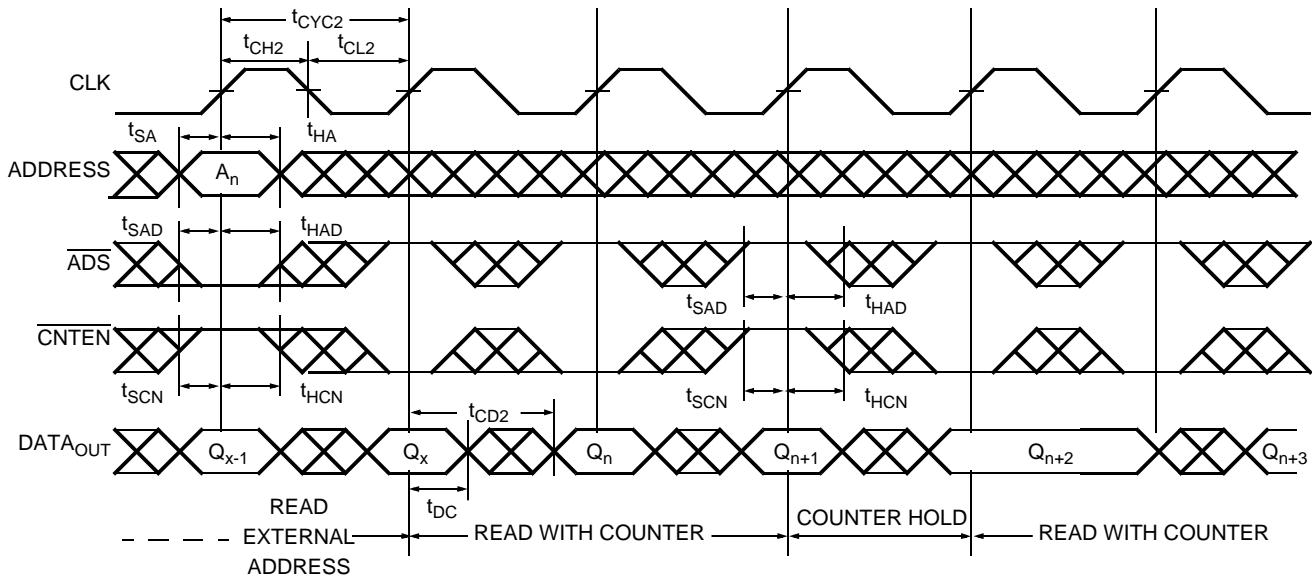 tCYC2
tCH2 tCL2
CLK
tSA tHA
ADDRESS An
tSAD tHAD
ADS
tSAD tHAD
CNTEN
tSCN tHCN tSCN tHCN
tCD2
DATAOUT Qx-1 Qx Qn Qn+1 Qn+2 Qn+3
tDC
READ
EXTERNAL
ADDRESS
READ WITH COUNTER
COUNTER HOLD
READ WITH COUNTER